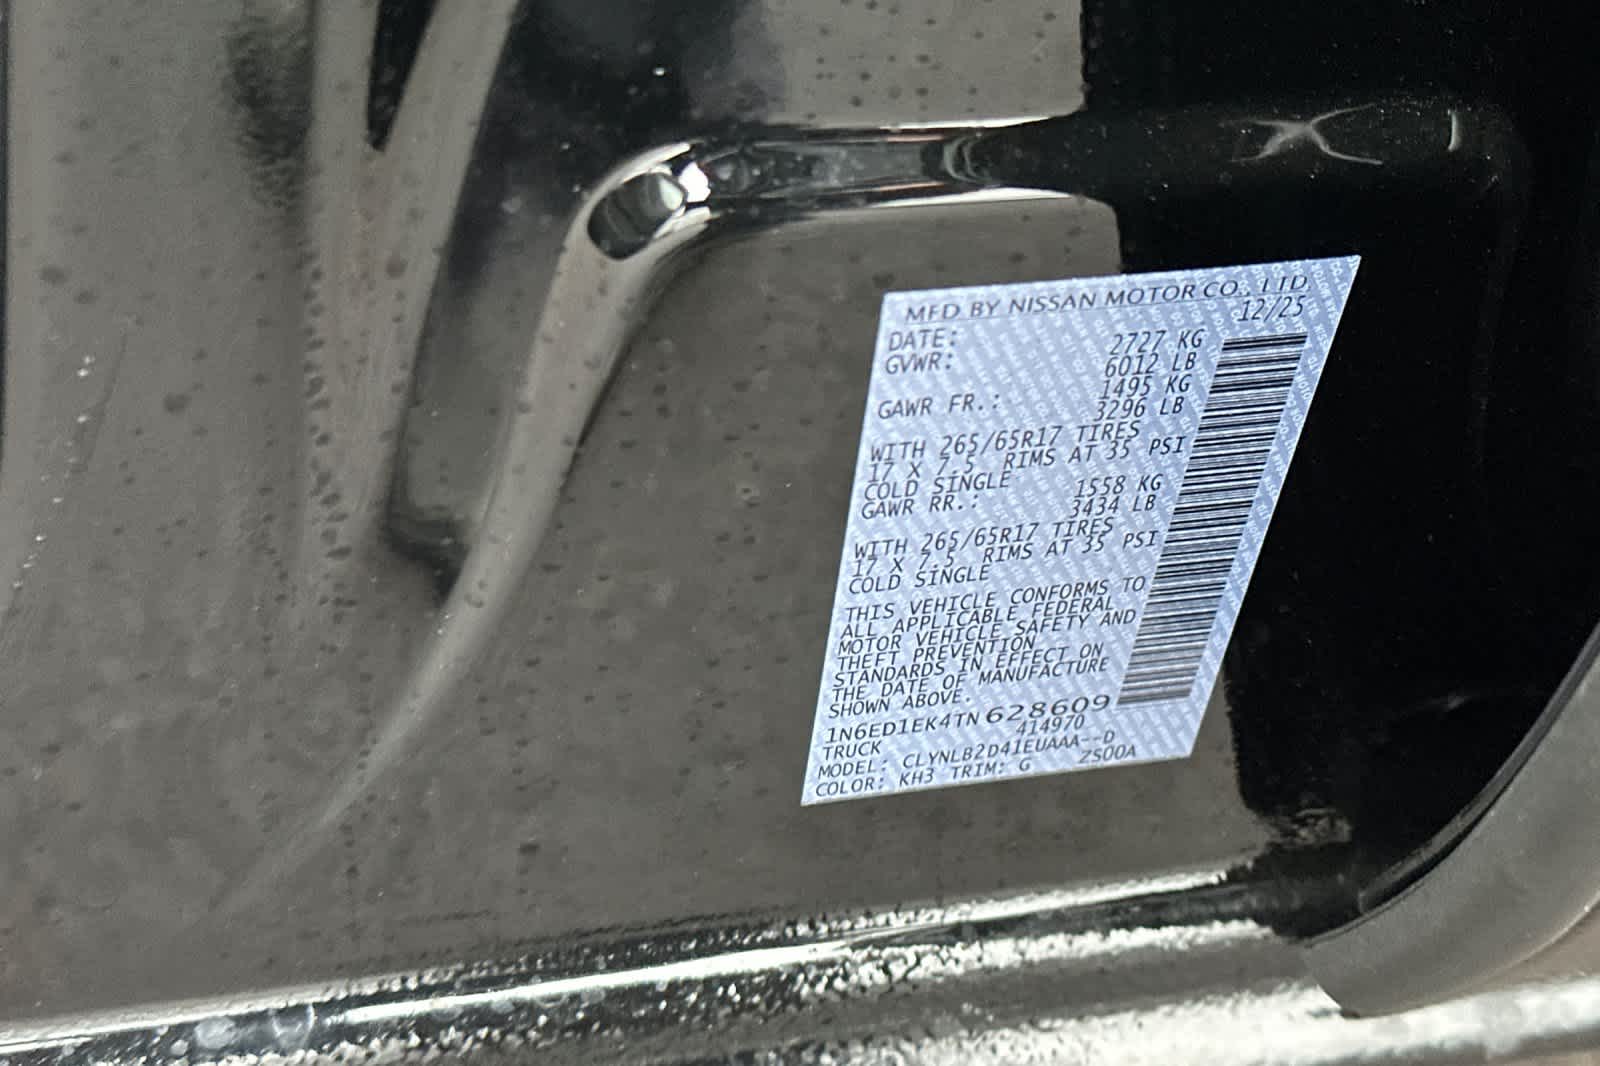 MFD BY NISSAN MOTOR CO., LTD
DATE: 12/25
GVWR: 2727 KG
6012 LB
GAWR FR.: 1495 KG
3296 LB
WITH 265/65R17 TIRES
17 X 7.5 RIMS AT 35 PSI
COLD SINGLE
GAWR RR.: 1558 KG
3434 LB
WITH 265/65R17 TIRES
17 X 7.5 RIMS AT 35 PSI
COLD SINGLE
THIS VEHICLE CONFORMS TO
ALL APPLICABLE FEDERAL
MOTOR VEHICLE SAFETY AND
THEFT PREVENTION
STANDARDS IN EFFECT ON
THE DATE OF MANUFACTURE
SHOWN ABOVE.
1N6ED1EK4TN628609
TRUCK 414970
MODEL: CLYNLB2D41EUAAA--D
COLOR: KH3 TRIM: G ZS00A